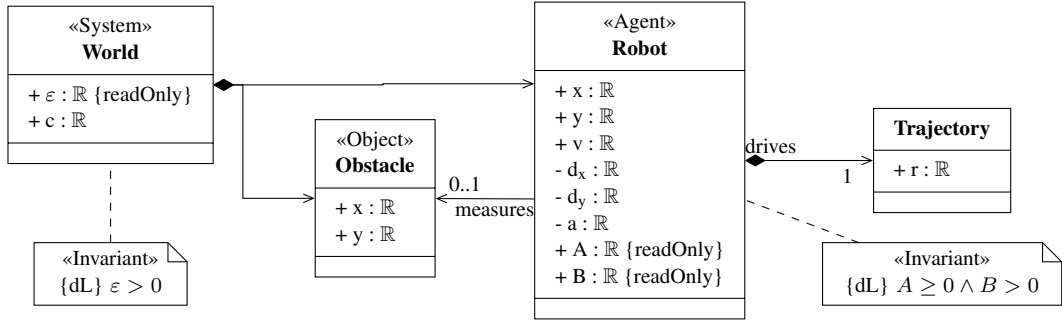 «System»
World
+ ε : ℝ {readOnly}
+ c : ℝ
«Invariant»
{dL} ε > 0
«Object»
Obstacle
+ x : ℝ
+ y : ℝ
0..1
measures
«Agent»
Robot
+ x : ℝ
+ y : ℝ
+ v : ℝ
- dₓ : ℝ
- d_y : ℝ
- a : ℝ
+ A : ℝ {readOnly}
+ B : ℝ {readOnly}
drives
1
Trajectory
+ r : ℝ
«Invariant»
{dL} A ≥ 0 ∧ B > 0